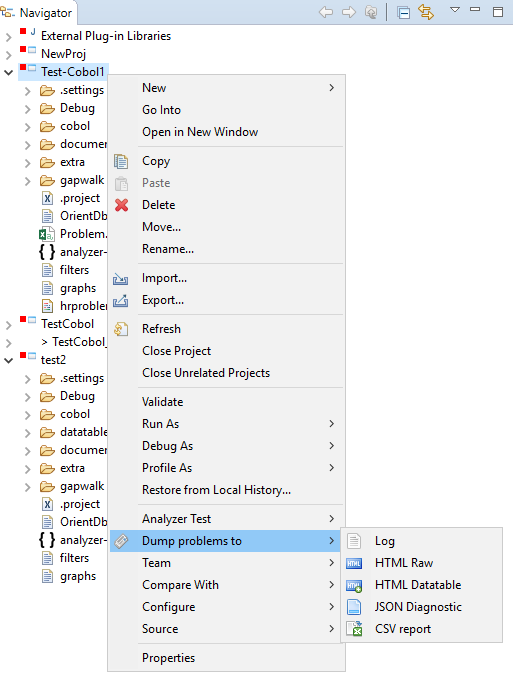 Navigator
External Plug-in Libraries
NewProj
Test-Cobol1
.settings
Debug
cobol
documen
extra
gapwalk
.project
OrientDb
Problem.
analyzer-
filters
graphs
hrproblem
TestCobol
> TestCobol_
test2
.settings
Debug
cobol
datatable
documen
extra
gapwalk
.project
OrientDb
analyzer-
filters
graphs
New
Go Into
Open in New Window
Copy
Paste
Delete
Move...
Rename...
Import...
Export...
Refresh
Close Project
Close Unrelated Projects
Validate
Run As
Debug As
Profile As
Restore from Local History...
Analyzer Test
Dump problems to
Team
Compare With
Configure
Source
Properties
Log
HTML Raw
HTML Datatable
JSON Diagnostic
CSV report